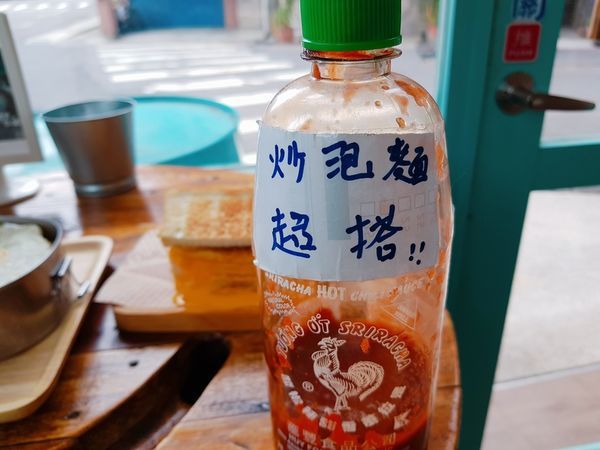 炒泡麵
超搭!!
SRIRACHA HOT CHILI SAUCE
TƯƠNG ỚT SRIRACHA